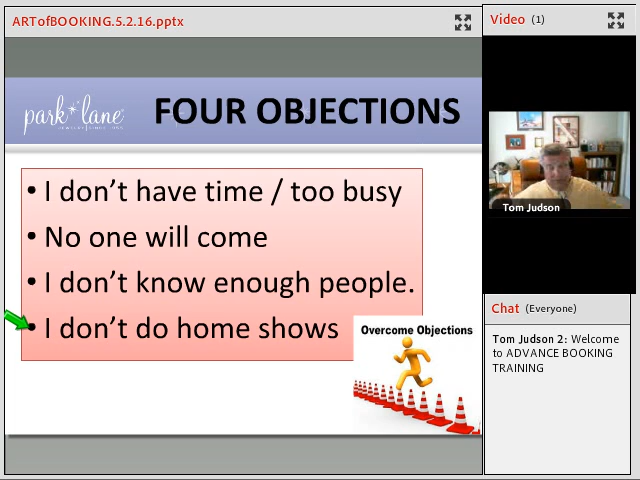 ARTofBOOKING.5.2.16.pptx
Video (1)
park lane
FOUR OBJECTIONS
• I don't have time / too busy
• No one will come
• I don't know enough people.
• I don't do home shows
Overcome Objections
Tom Judson
Chat (Everyone)
Tom Judson 2: Welcome
to ADVANCE BOOKING
TRAINING